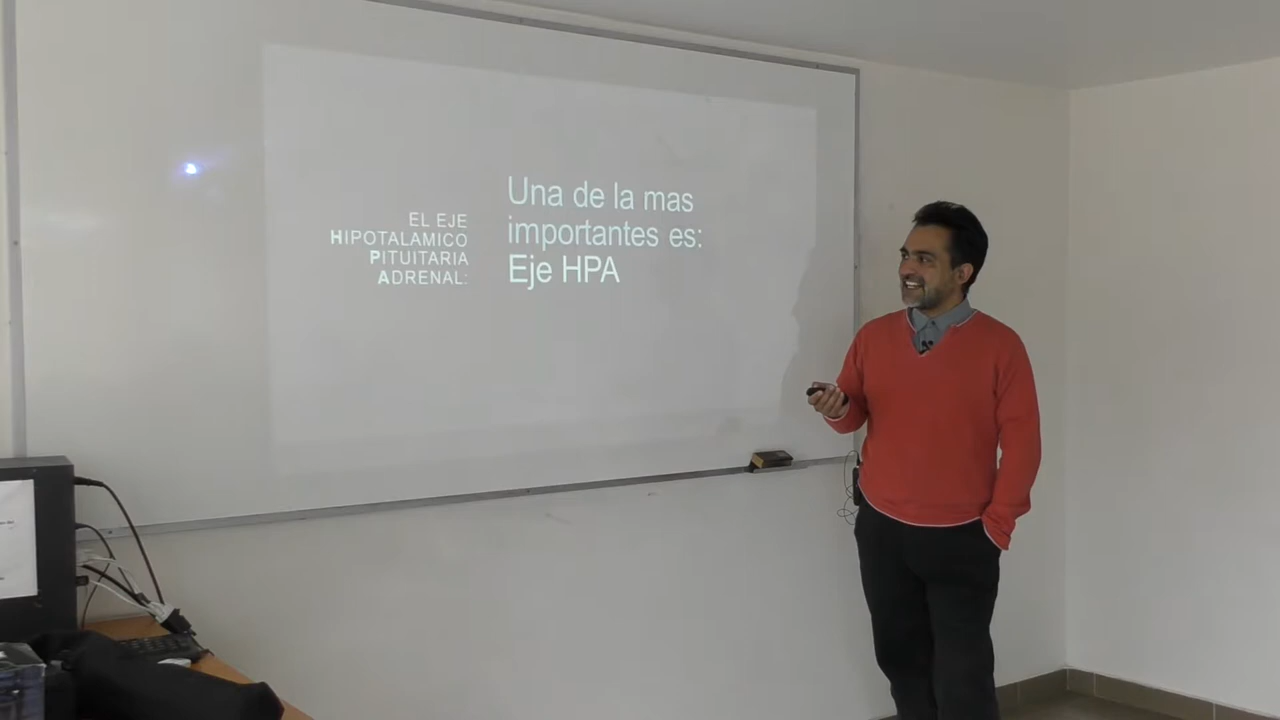 EL EJE
HIPOTALAMICO
PITUITARIA
ADRENAL:
Una de la mas
importantes es:
Eje HPA